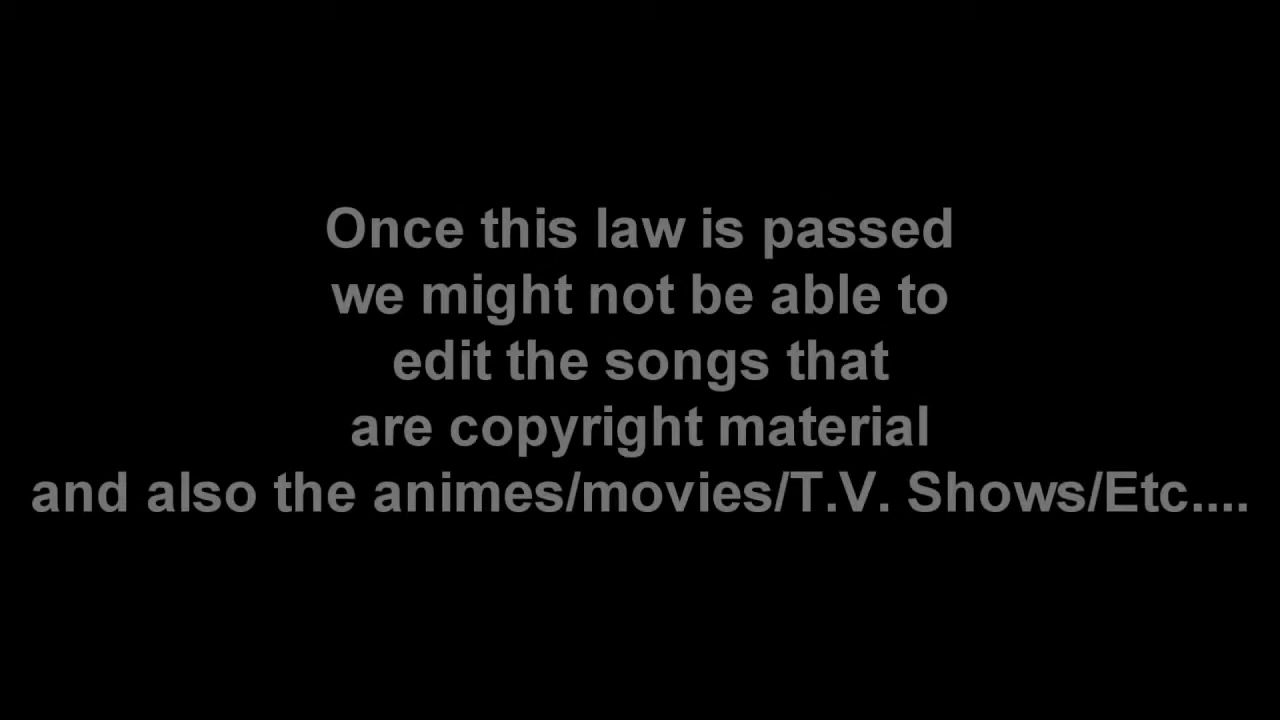 Once this law is passed
we might not be able to
edit the songs that
are copyright material
and also the animes/movies/T.V. Shows/Etc....